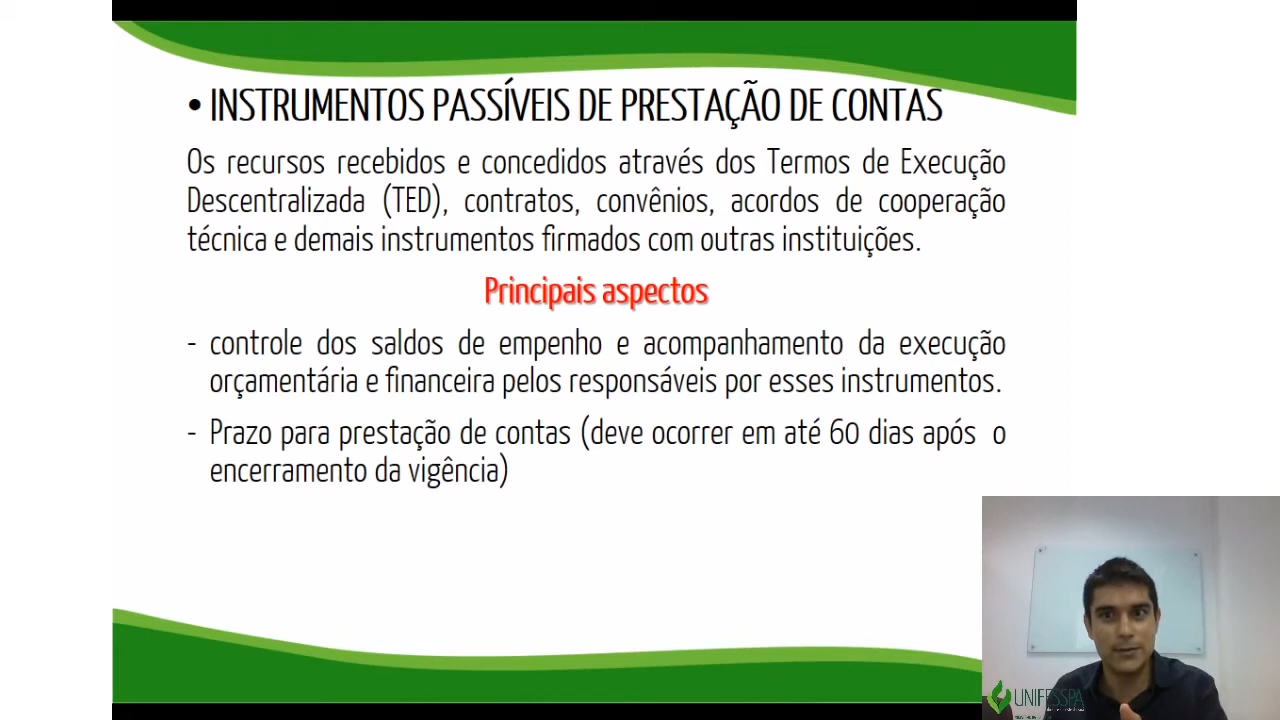 • INSTRUMENTOS PASSÍVEIS DE PRESTAÇÃO DE CONTAS
Os recursos recebidos e concedidos através dos Termos de Execução
Descentralizada (TED), contratos, convênios, acordos de cooperação
técnica e demais instrumentos firmados com outras instituições.
Principais aspectos
- controle dos saldos de empenho e acompanhamento da execução
orçamentária e financeira pelos responsáveis por esses instrumentos.
- Prazo para prestação de contas (deve ocorrer em até 60 dias após o
encerramento da vigência)
UNIFESSPA